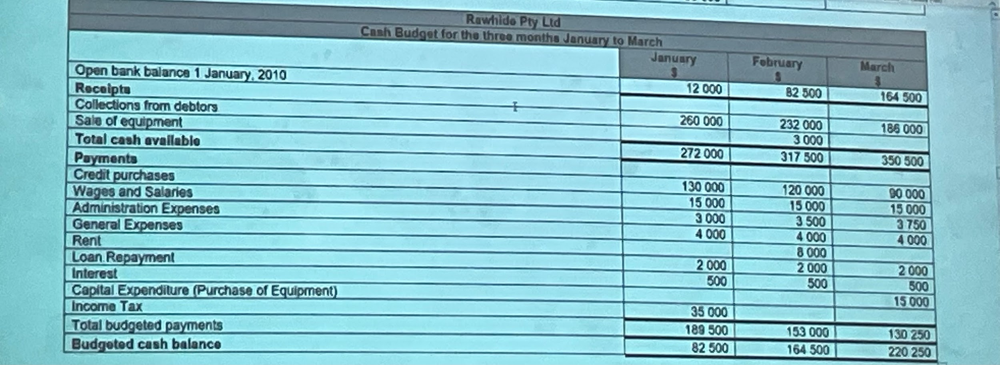 Rawhide Pty Ltd
Cash Budget for the three months January to March
January $ February $ March $
Open bank balance 1 January, 2010 12 000 82 500 164 500
Receipts
Collections from debtors 260 000 232 000 186 000
Sale of equipment 3 000
Total cash available 272 000 317 500 350 500
Payments
Credit purchases 130 000 120 000 90 000
Wages and Salaries 15 000 15 000 15 000
Administration Expenses 3 000 3 500 3 750
General Expenses 4 000 4 000 4 000
Rent 8 000
Loan Repayment 2 000 2 000 2 000
Interest 500 500 500
Capital Expenditure (Purchase of Equipment) 15 000
Income Tax 35 000
Total budgeted payments 189 500 153 000 130 250
Budgeted cash balance 82 500 164 500 220 250